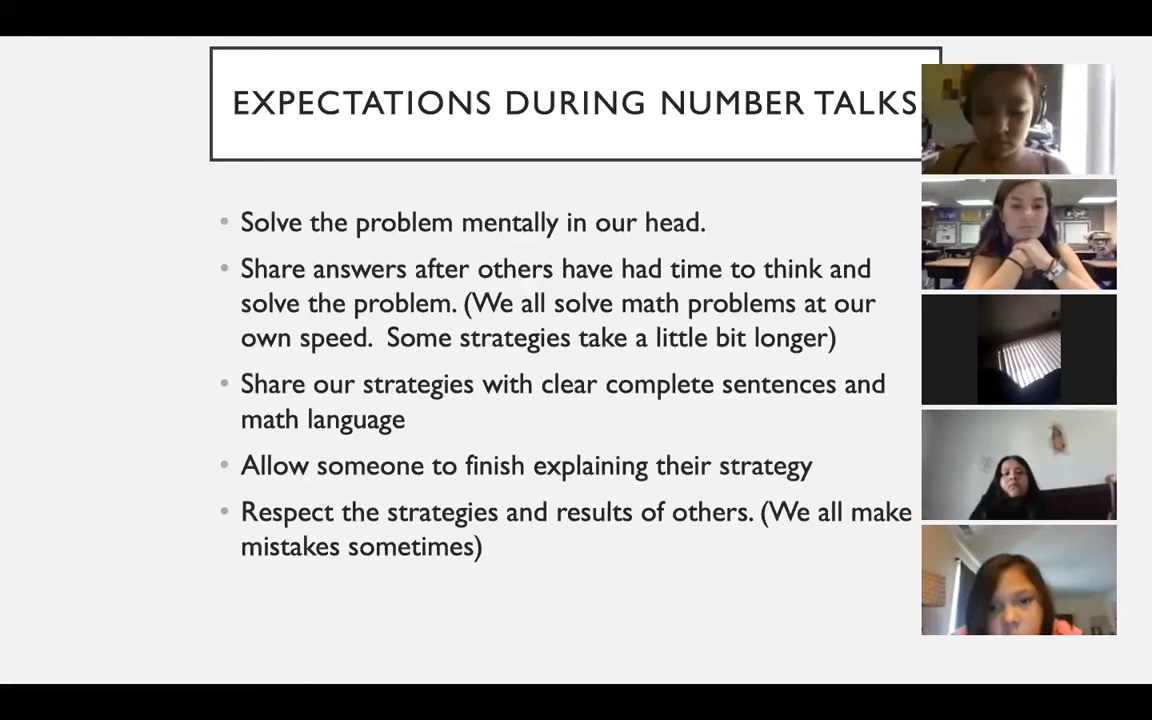 EXPECTATIONS DURING NUMBER TALKS
• Solve the problem mentally in our head.
• Share answers after others have had time to think and
solve the problem. (We all solve math problems at our
own speed.  Some strategies take a little bit longer)
• Share our strategies with clear complete sentences and
math language
• Allow someone to finish explaining their strategy
• Respect the strategies and results of others. (We all make
mistakes sometimes)